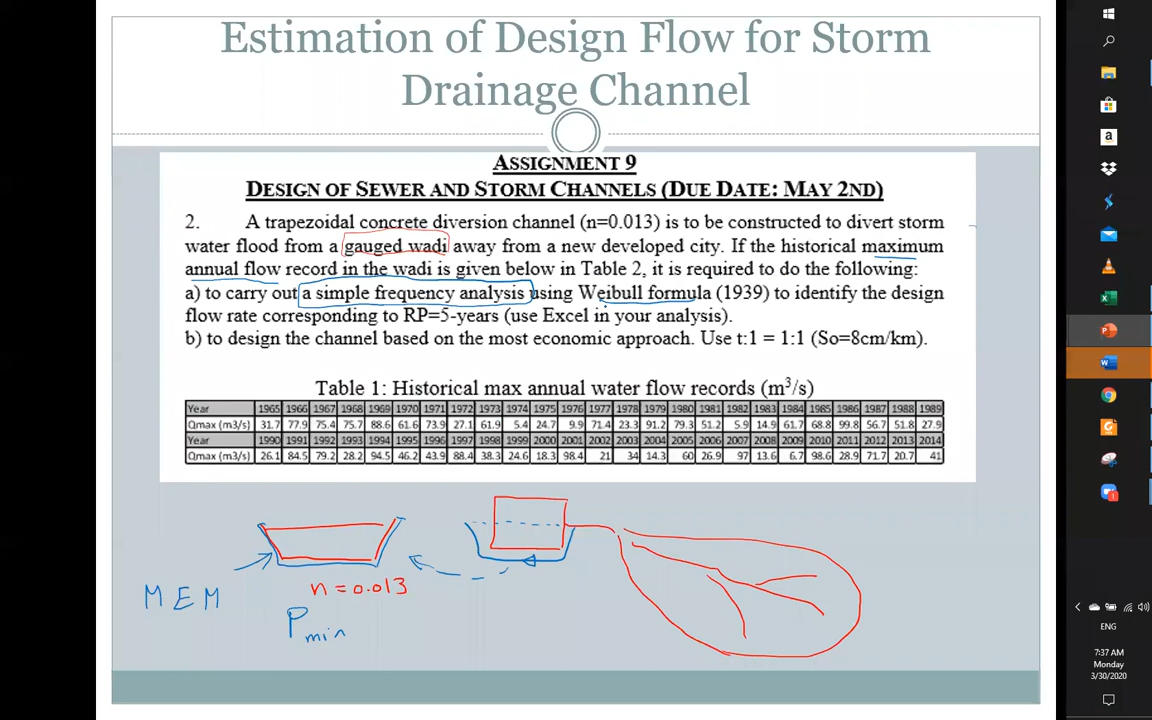 Estimation of Design Flow for Storm
Drainage Channel
ASSIGNMENT 9
DESIGN OF SEWER AND STORM CHANNELS (DUE DATE: MAY 2ND)
2. A trapezoidal concrete diversion channel (n=0.013) is to be constructed to divert storm
water flood from a gauged wadi away from a new developed city. If the historical maximum
annual flow record in the wadi is given below in Table 2, it is required to do the following:
a) to carry out a simple frequency analysis using Weibull formula (1939) to identify the design
flow rate corresponding to RP=5-years (use Excel in your analysis).
b) to design the channel based on the most economic approach. Use t:1 = 1:1 (So=8cm/km).
Table 1: Historical max annual water flow records (m³/s)
Year 1965 1966 1967 1968 1969 1970 1971 1972 1973 1974 1975 1976 1977 1978 1979 1980 1981 1982 1983 1984 1985 1986 1987 1988 1989
Qmax (m3/s) 31.7 77.9 75.4 75.7 88.6 61.6 73.9 27.1 61.9 5.4 24.7 9.9 71.4 23.3 91.2 79.3 51.2 5.9 14.9 61.7 68.8 99.8 56.7 51.8 27.9
Year 1990 1991 1992 1993 1994 1995 1996 1997 1998 1999 2000 2001 2002 2003 2004 2005 2006 2007 2008 2009 2010 2011 2012 2013 2014
Qmax (m3/s) 26.1 84.5 79.2 28.2 94.5 46.2 43.9 88.4 38.3 24.6 18.3 98.4 21 34 14.3 60 26.9 97 13.6 6.7 98.6 28.9 71.7 20.7 41
n = 0.013
MEM
Pmin
ENG
7:37 AM
Monday
3/30/2020